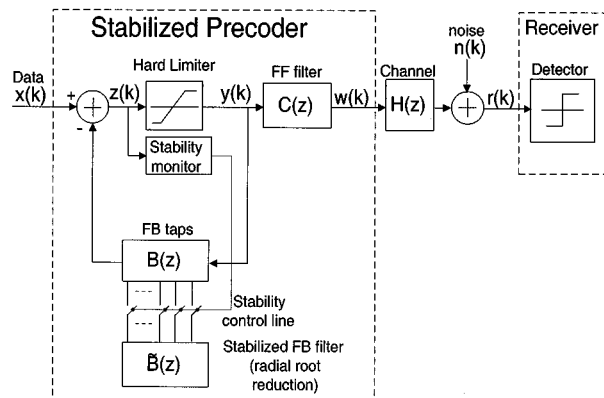 Stabilized Precoder
noise
n(k)
Receiver
Data
x(k)
+
-
z(k)
Hard Limiter
y(k)
FF filter
C(z)
w(k)
Channel
H(z)
r(k)
Detector
Stability
monitor
FB taps
B(z)
Stability
control line
B̃(z)
Stabilized FB filter
(radial root
reduction)